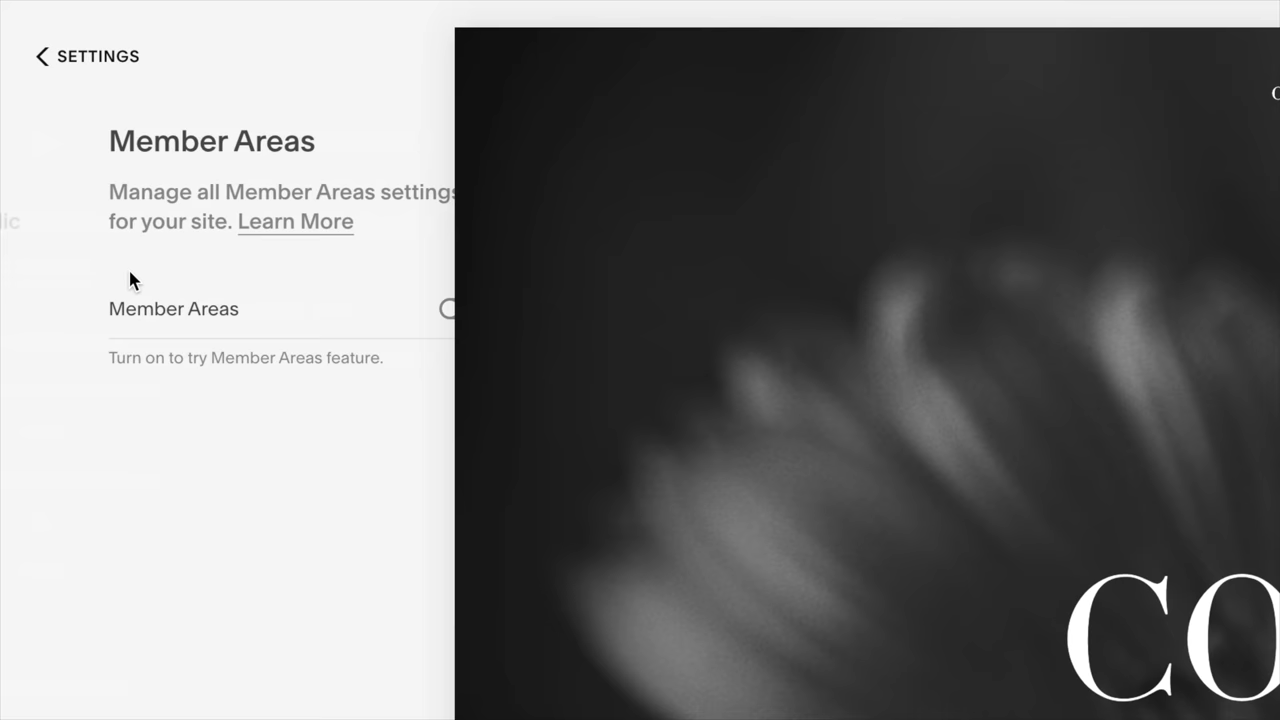 SETTINGS
Member Areas
Manage all Member Areas settings
for your site. Learn More
Member Areas
Turn on to try Member Areas feature.
CO